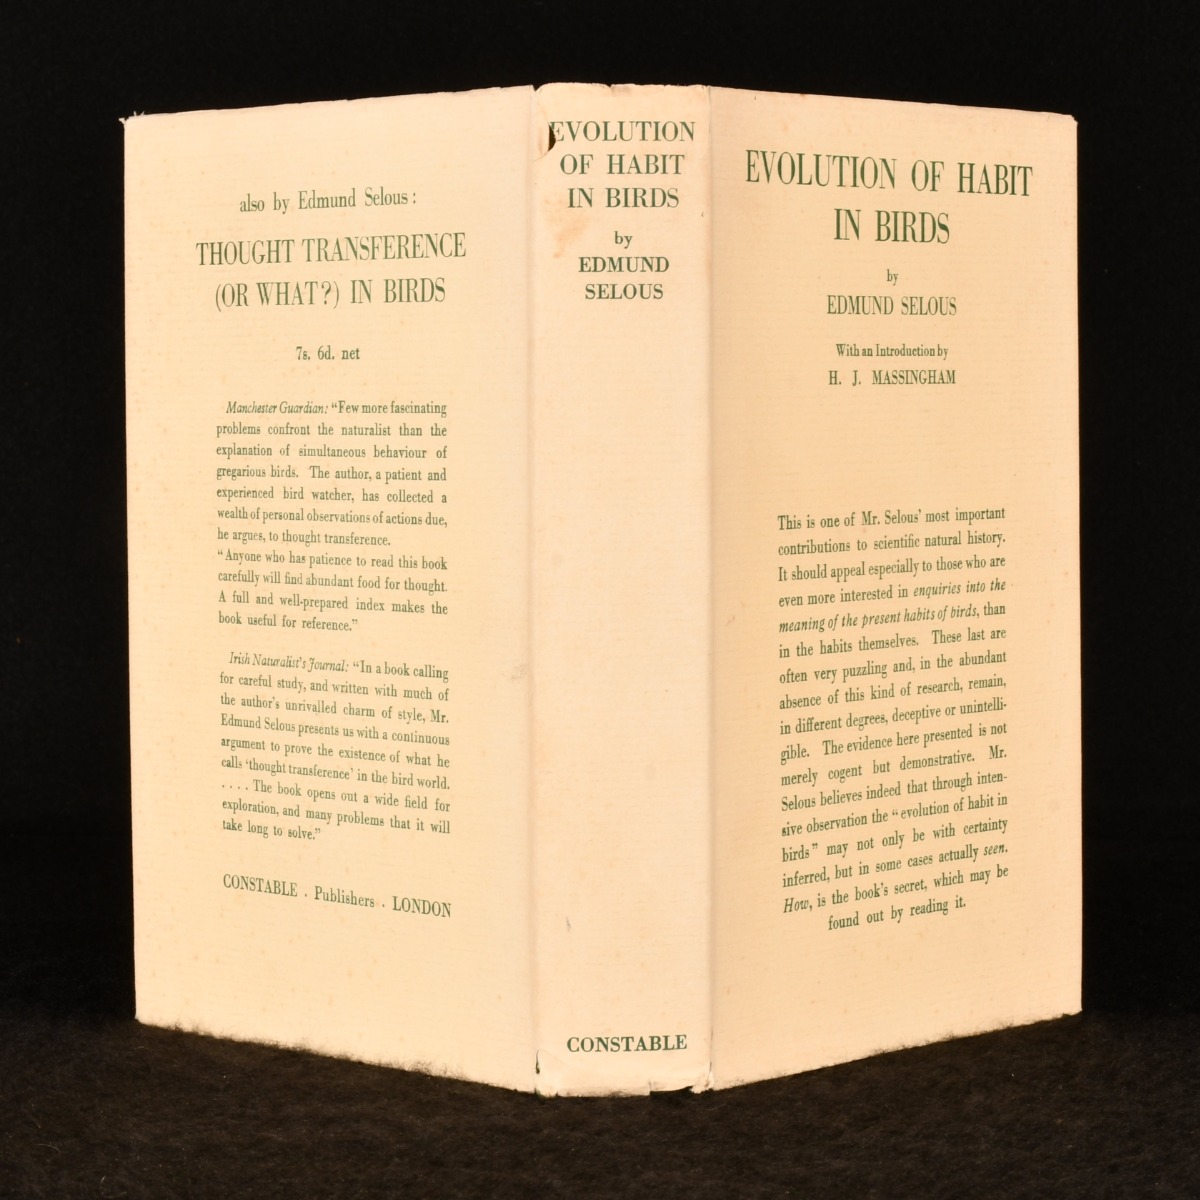 also by Edmund Selous:
THOUGHT TRANSFERENCE
(OR WHAT?) IN BIRDS
7s. 6d. net
Manchester Guardian: “Few more fascinating
problems confront the naturalist than the
explanation of simultaneous behaviour of
gregarious birds. The author, a patient and
experienced bird watcher, has collected a
wealth of personal observations of actions due,
he argues, to thought transference.
“Anyone who has patience to read this book
carefully will find abundant food for thought.
A full and well-prepared index makes the
book useful for reference.”
Irish Naturalist's Journal: “In a book calling
for careful study, and written with much of
the author's unrivalled charm of style, Mr.
Edmund Selous presents us with a continuous
argument to prove the existence of what he
calls ‘thought transference’ in the bird world.
. . . . The book opens out a wide field for
exploration, and many problems that it will
take long to solve.”
CONSTABLE . Publishers . LONDON
EVOLUTION
OF HABIT
IN BIRDS
by
EDMUND
SELOUS
CONSTABLE
EVOLUTION OF HABIT
IN BIRDS
by
EDMUND SELOUS
With an Introduction by
H. J. MASSINGHAM
This is one of Mr. Selous' most important
contributions to scientific natural history.
It should appeal especially to those who are
even more interested in enquiries into the
meaning of the present habits of birds, than
in the habits themselves. These last are
often very puzzling and, in the abundant
absence of this kind of research, remain,
in different degrees, deceptive or unintelli-
gible. The evidence here presented is not
merely cogent but demonstrative. Mr.
Selous believes indeed that through inten-
sive observation the “evolution of habit in
birds” may not only be with certainty
inferred, but in some cases actually seen.
How, is the book's secret, which may be
found out by reading it.